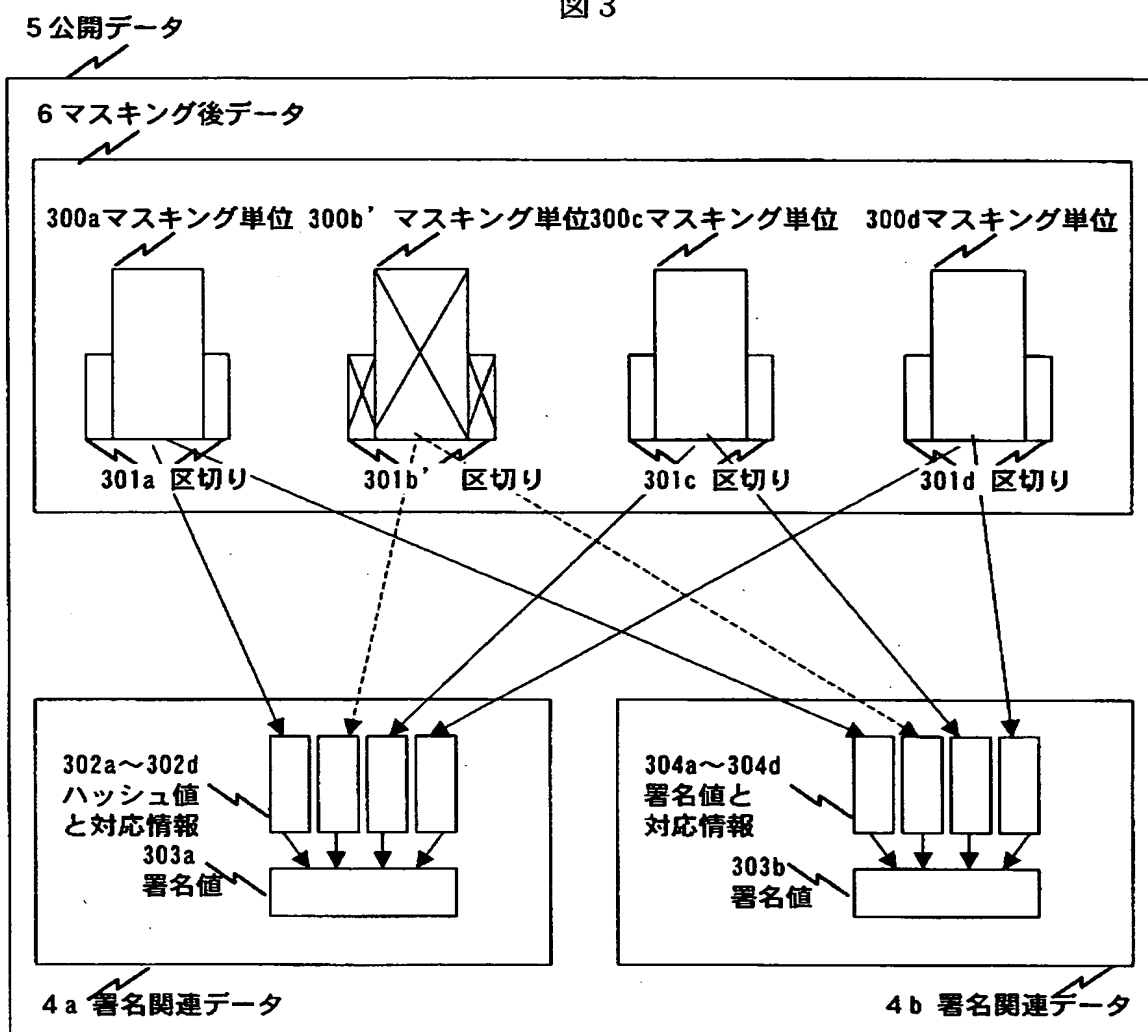 図3
5公開データ
6マスキング後データ
300aマスキング単位 300b'マスキング単位 300cマスキング単位 300dマスキング単位
301a 区切り 301b' 区切り 301c 区切り 301d 区切り
302a～302d
ハッシュ値
と対応情報
303a
署名値
304a～304d
署名値と
対応情報
303b
署名値
4a 署名関連データ
4b 署名関連データ